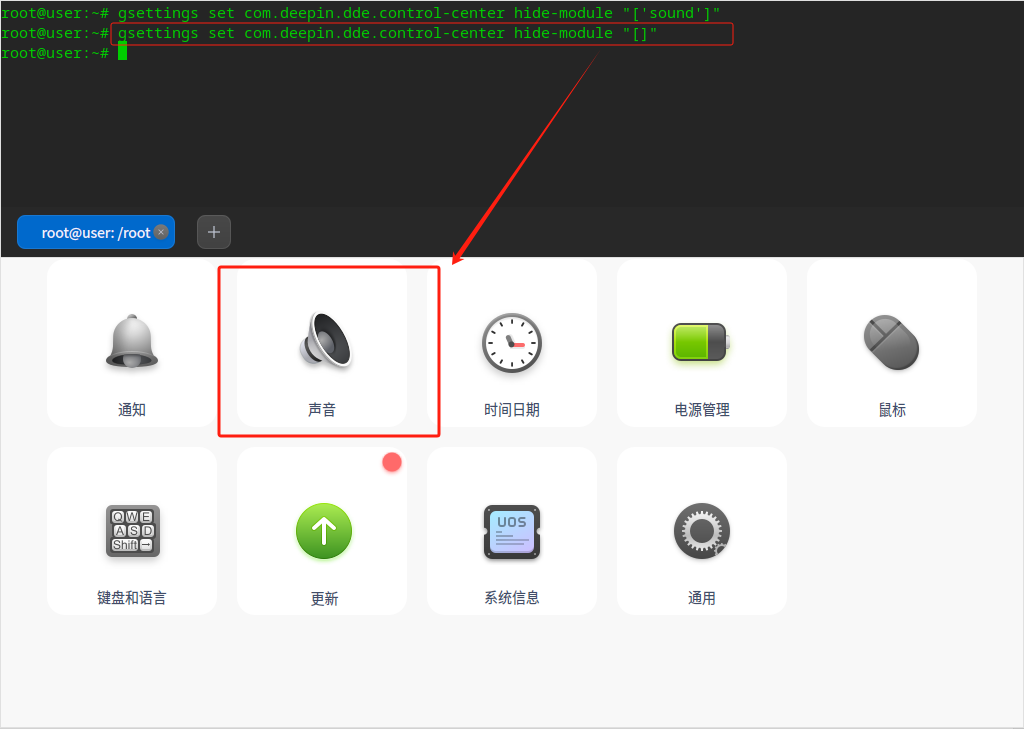 root@user:~# gsettings set com.deepin.dde.control-center hide-module "['sound']"
root@user:~# gsettings set com.deepin.dde.control-center hide-module "[]"
root@user:~#
root@user: /root
通知
声音
时间日期
电源管理
鼠标
Q W E
A S D
Shift →
UOS
键盘和语言
更新
系统信息
通用